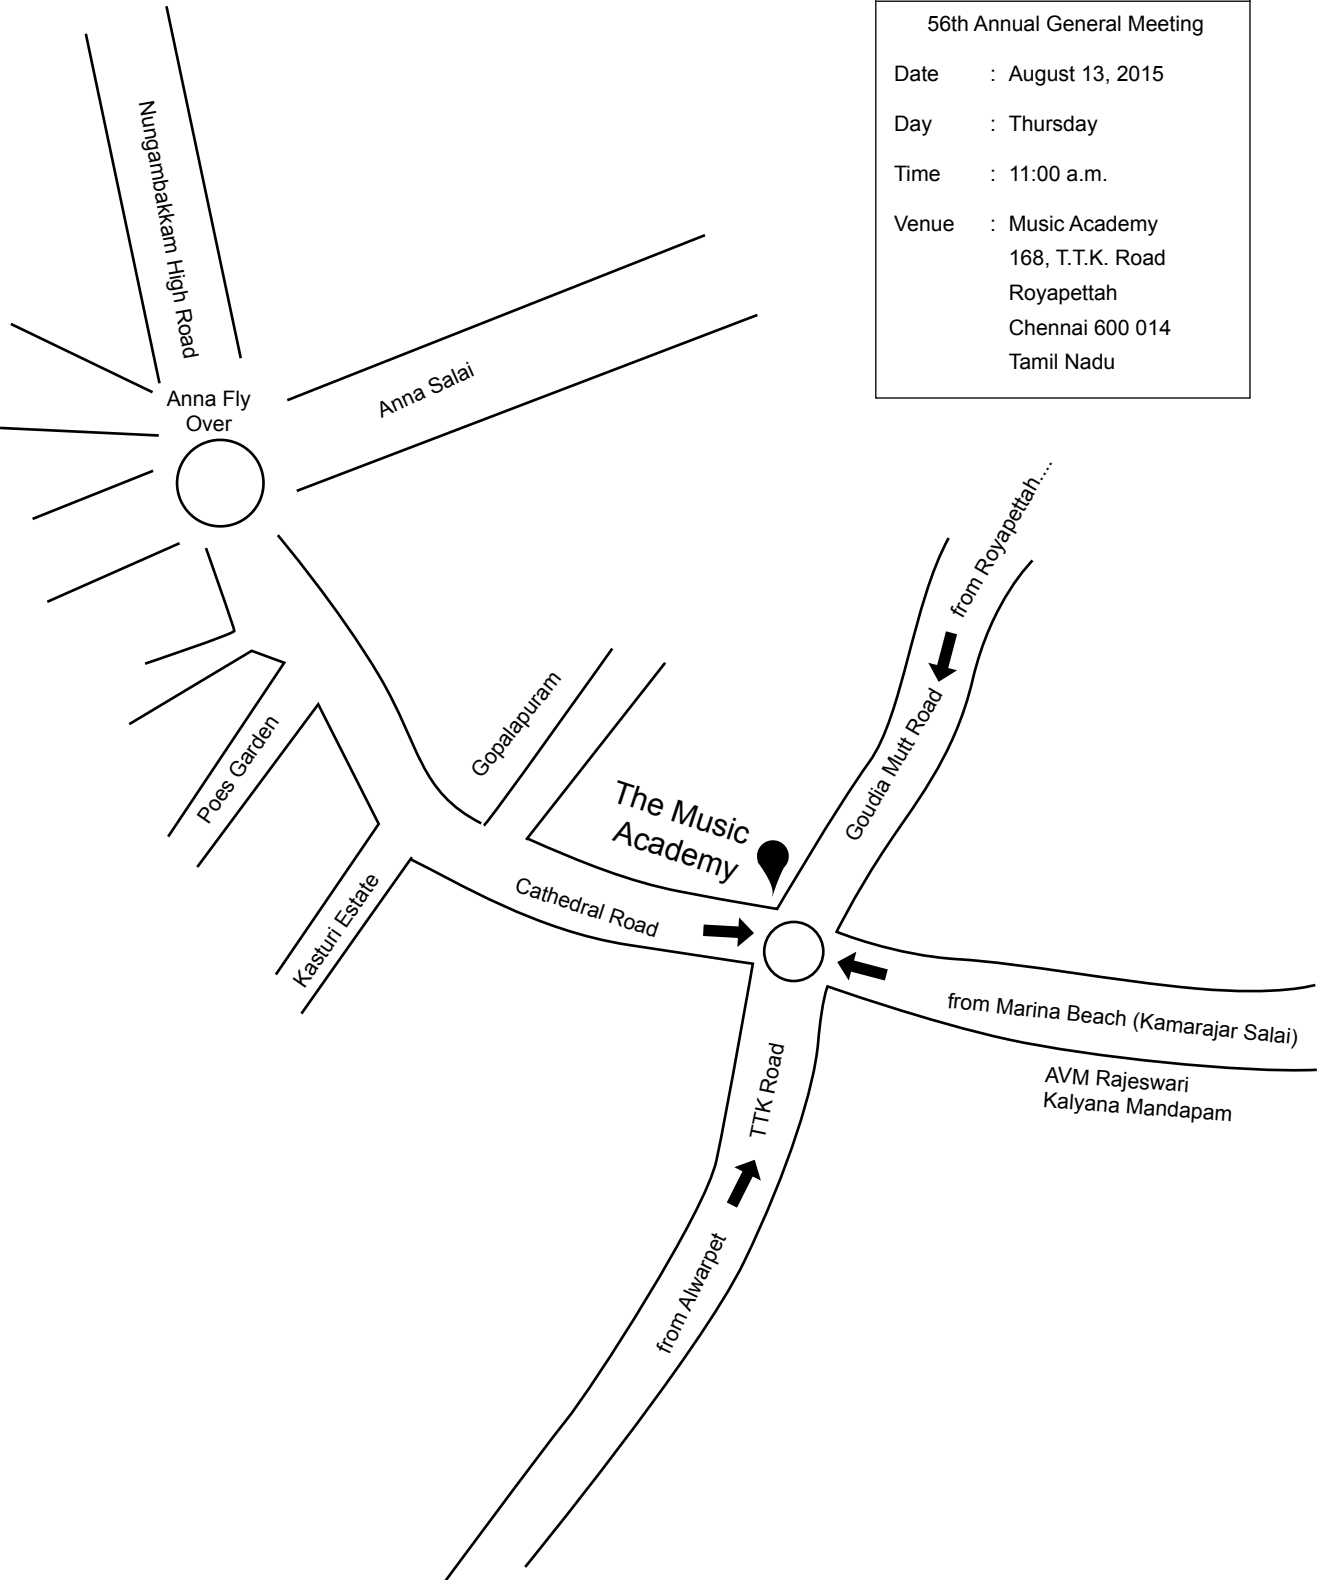 56th Annual General Meeting
Date : August 13, 2015
Day : Thursday
Time : 11:00 a.m.
Venue : Music Academy
168, T.T.K. Road
Royapettah
Chennai 600 014
Tamil Nadu
Nungambakkam High Road
Anna Fly
Over
Anna Salai
from Royapettah....
Goudia Mutt Road
Gopalapuram
Poes Garden
The Music
Academy
Kasturi Estate
Cathedral Road
from Marina Beach (Kamarajar Salai)
AVM Rajeswari
Kalyana Mandapam
TTK Road
from Alwarpet